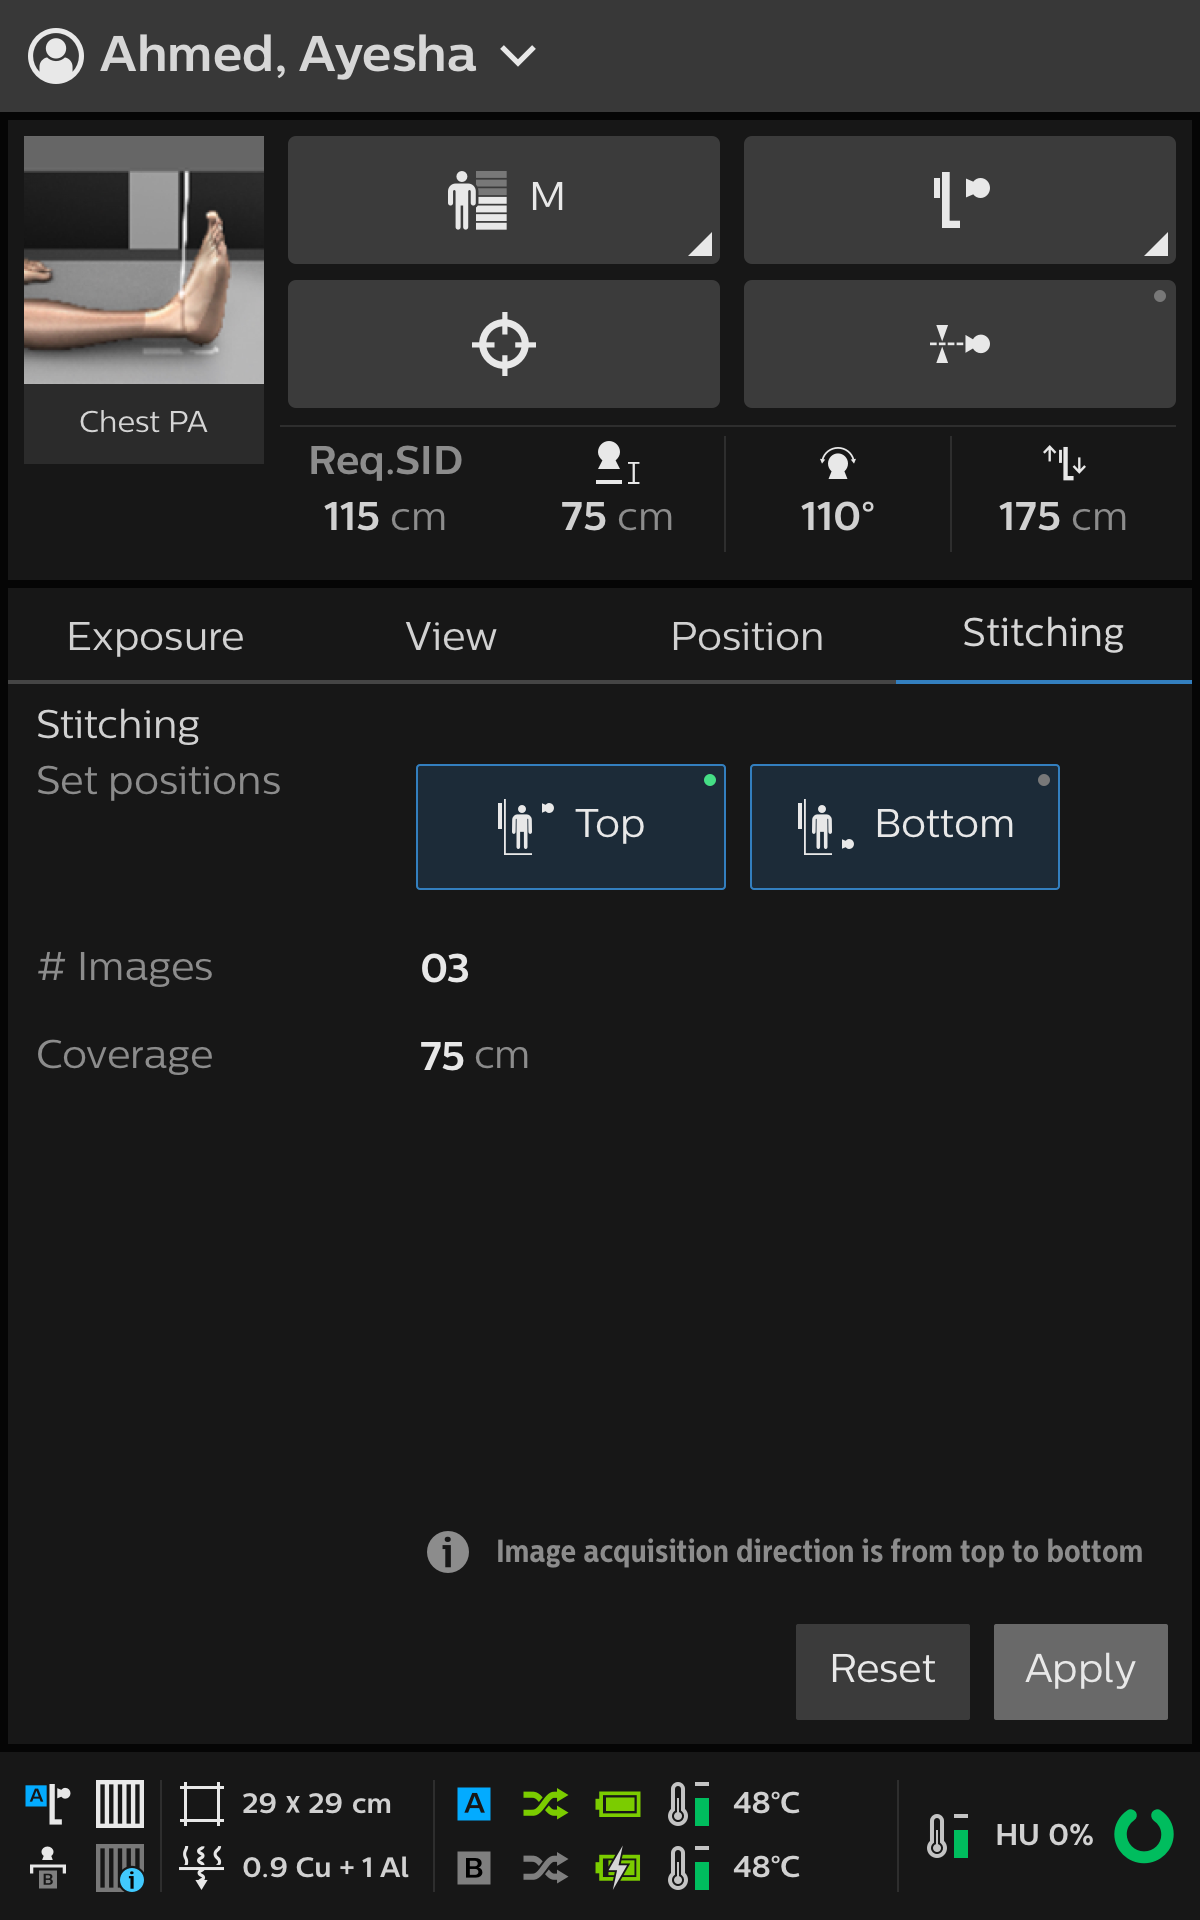 Ahmed, Ayesha
M
Chest PA
Req.SID
115 cm
75 cm
110°
175 cm
Exposure
View
Position
Stitching
Stitching
Set positions
Top
Bottom
# Images
03
Coverage
75 cm
i Image acquisition direction is from top to bottom
Reset
Apply
A
29 x 29 cm
A
48°C
HU 0%
B
i
0.9 Cu + 1 Al
B
48°C